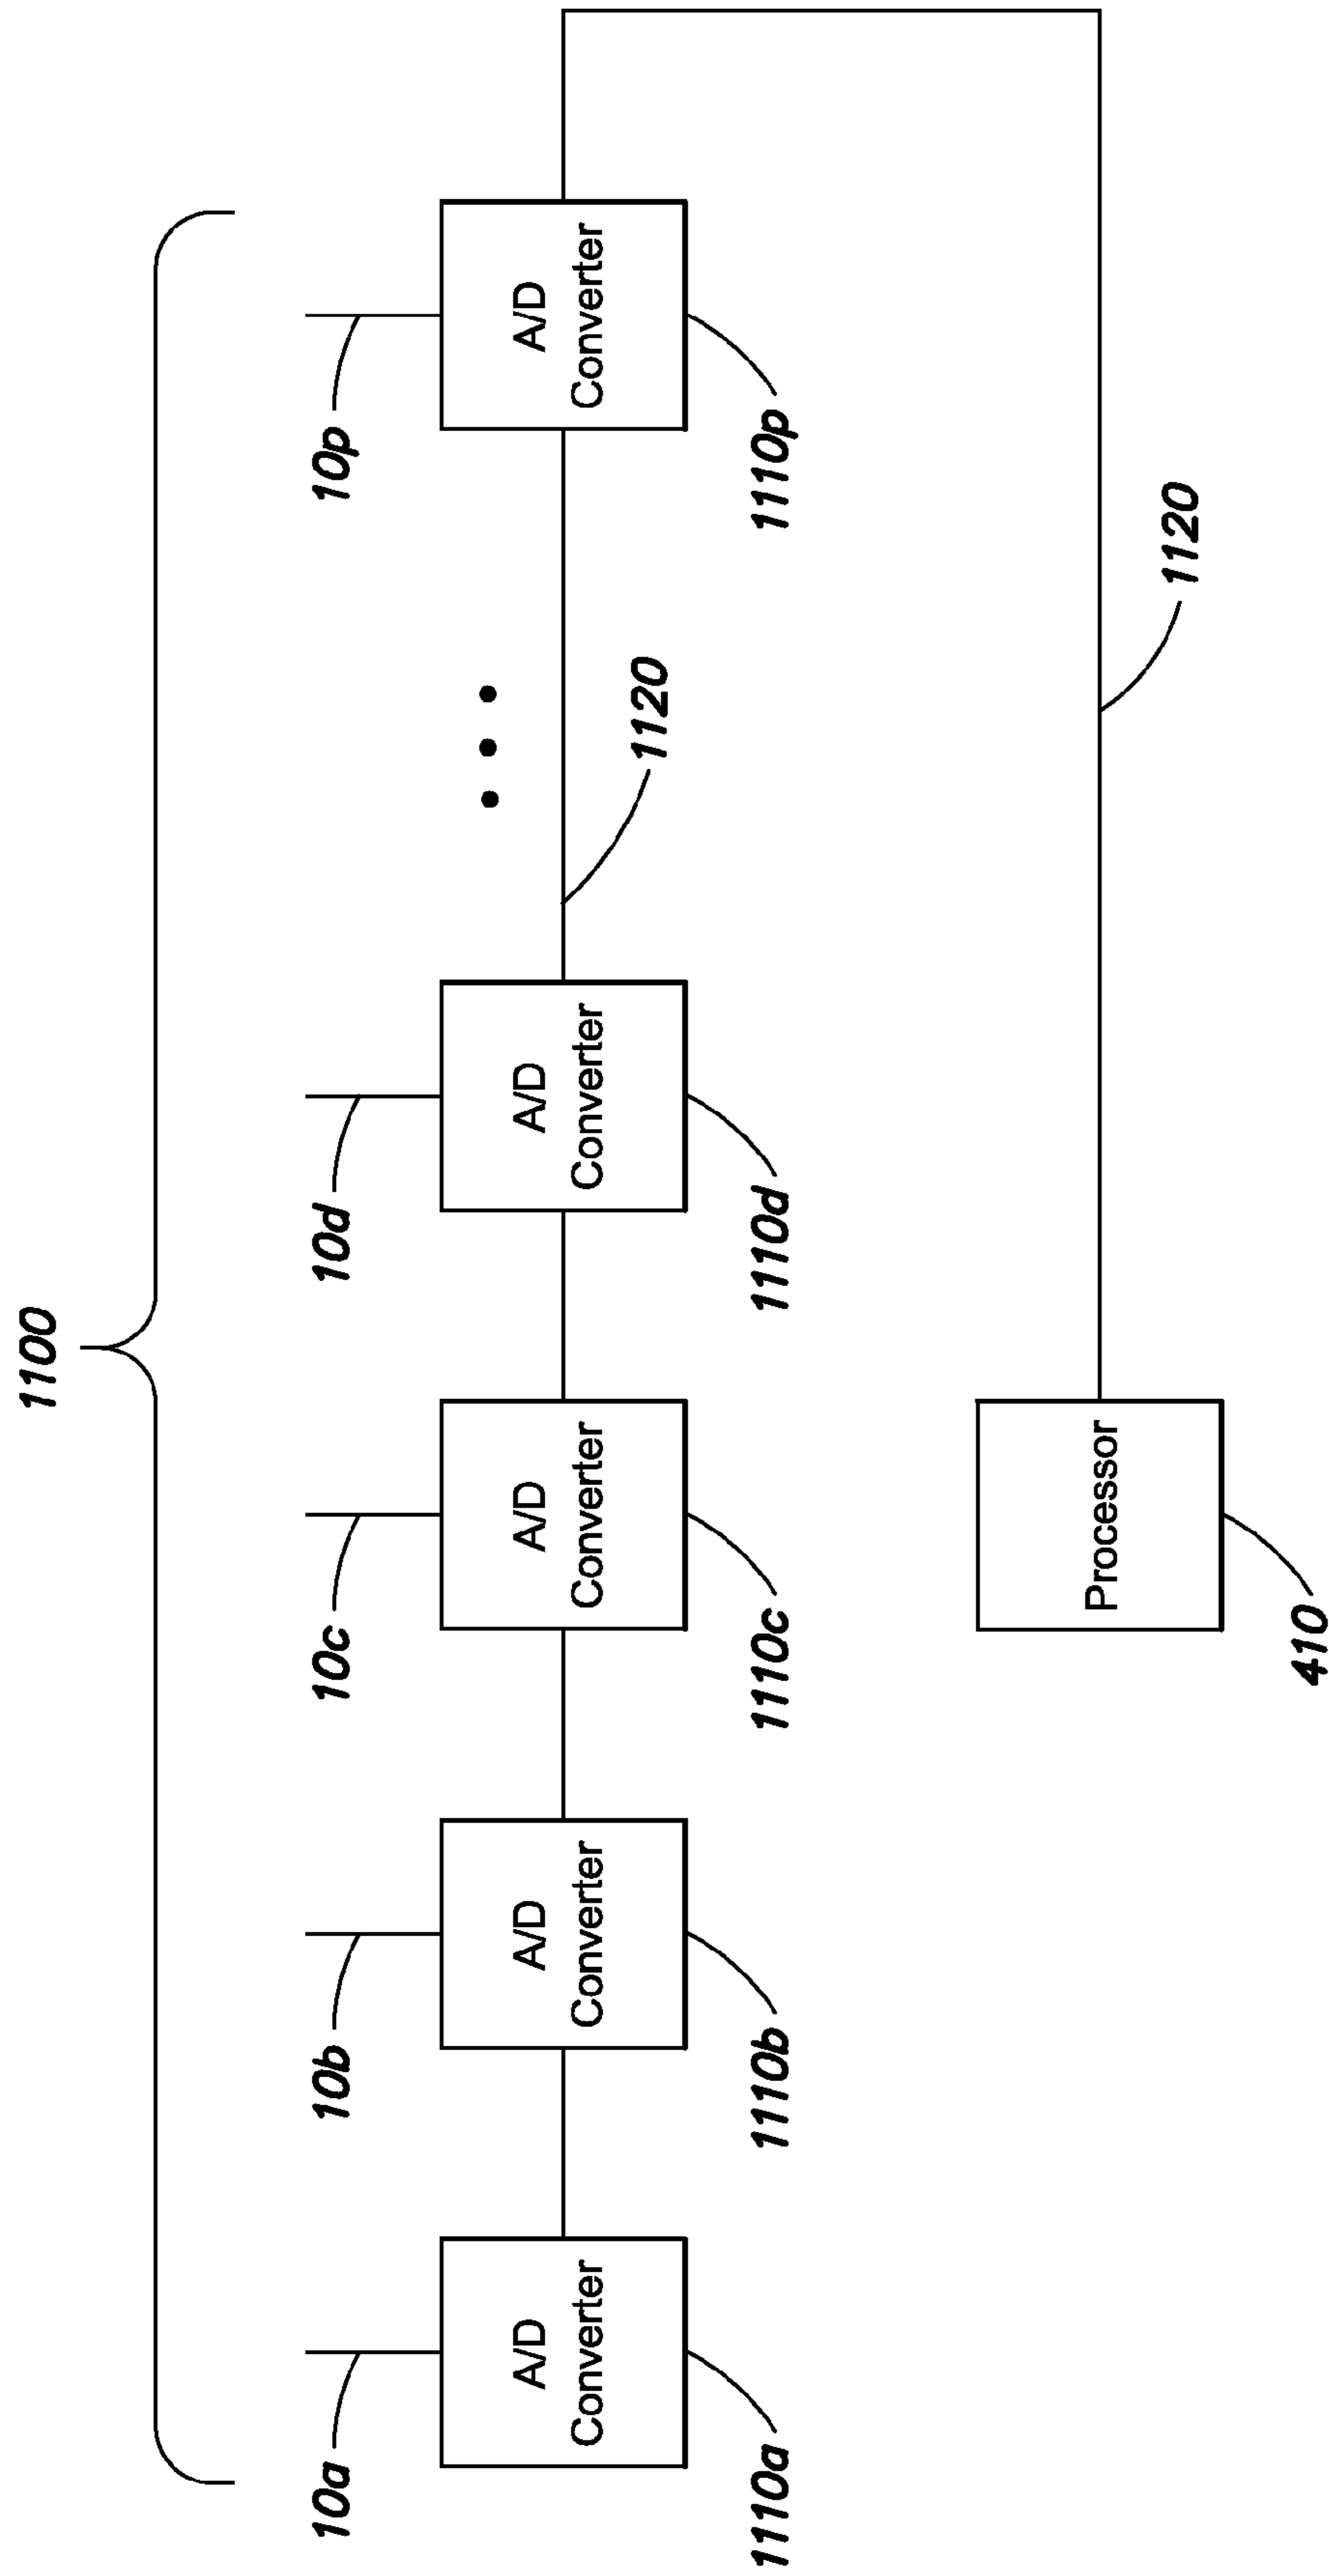 1100
10a
10b
10c
10d
10p
A/D
Converter
A/D
Converter
A/D
Converter
A/D
Converter
A/D
Converter
1110a
1110b
1110c
1110d
1120
1110p
Processor
410
1120